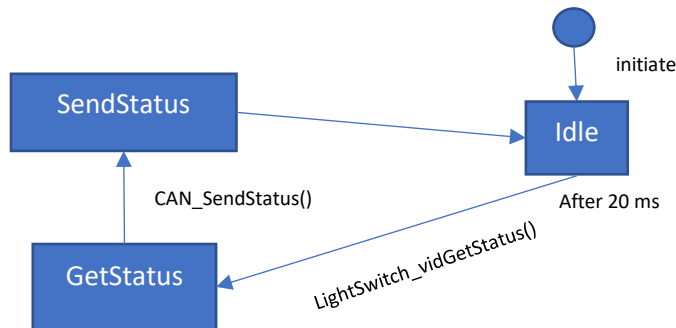 initiate
SendStatus
Idle
CAN_SendStatus()
After 20 ms
LightSwitch_vidGetStatus()
GetStatus